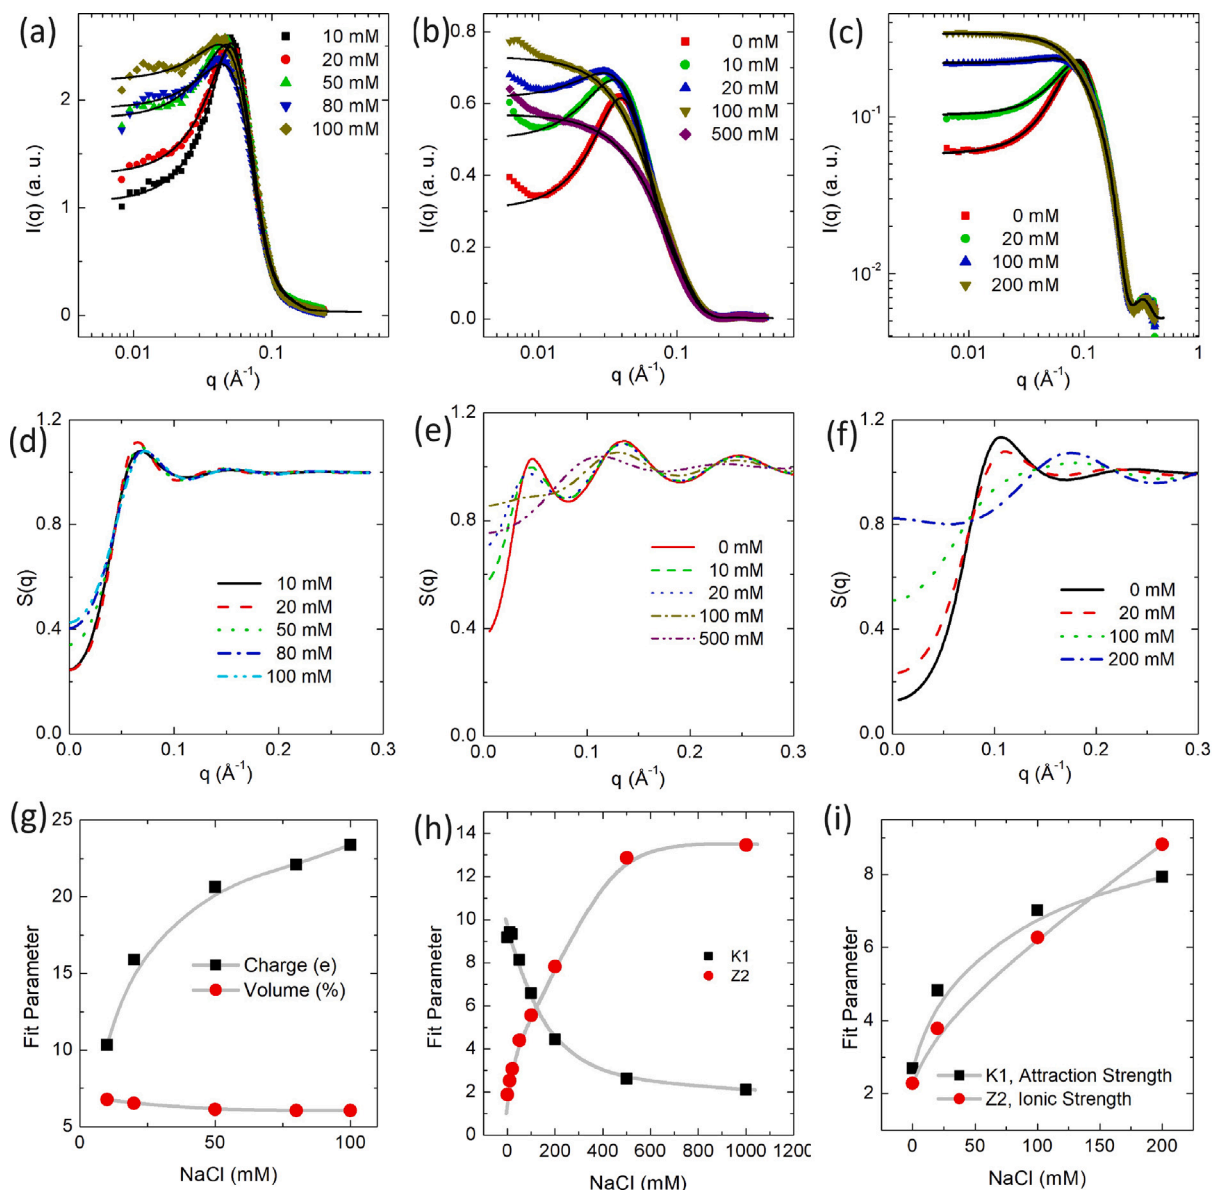 (a)
10 mM
20 mM
50 mM
80 mM
100 mM
2
1
0
I(q) (a. u.)
0.01
0.1
q (Å⁻¹)
(b)
0 mM
10 mM
20 mM
100 mM
500 mM
0.8
0.6
0.4
0.2
0.0
I(q) (a. u.)
0.01
0.1
q (Å⁻¹)
(c)
0 mM
20 mM
100 mM
200 mM
10⁻¹
10⁻²
I(q) (a. u.)
0.01
0.1
1
q (Å⁻¹)
(d)
1.2
0.8
0.4
0.0
S(q)
10 mM
20 mM
50 mM
80 mM
100 mM
0.0
0.1
0.2
0.3
q (Å⁻¹)
(e)
1.2
0.8
0.4
0.0
S(q)
0 mM
10 mM
20 mM
100 mM
500 mM
0.0
0.1
0.2
0.3
q (Å⁻¹)
(f)
1.2
0.8
0.4
0.0
S(q)
0 mM
20 mM
100 mM
200 mM
0.0
0.1
0.2
0.3
q (Å⁻¹)
(g)
25
20
15
10
5
Fit Parameter
Charge (e)
Volume (%)
0
50
100
NaCl (mM)
(h)
14
12
10
8
6
4
2
0
Fit Parameter
K1
Z2
0
200
400
600
800
1000
1200
NaCl (mM)
(i)
8
6
4
2
Fit Parameter
K1, Attraction Strength
Z2, Ionic Strength
0
50
100
150
200
NaCl (mM)